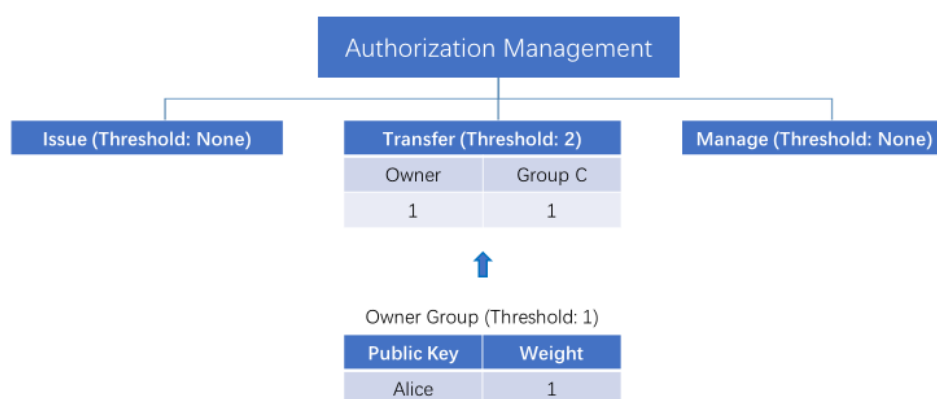 Authorization Management
Issue (Threshold: None)
Transfer (Threshold: 2)
Manage (Threshold: None)
Owner Group C
1 1
Owner Group (Threshold: 1)
Public Key Weight
Alice 1